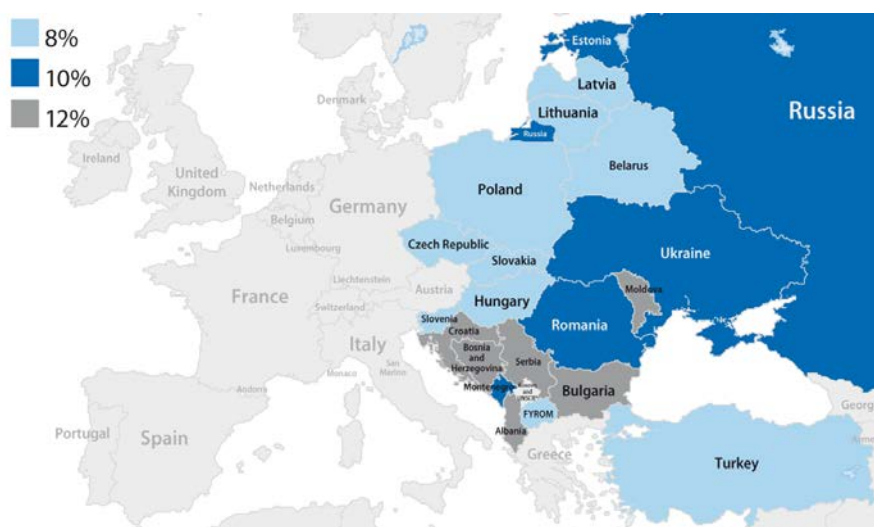 8%
10%
12%
Estonia
Latvia
Lithuania
Russia
Russia
Belarus
Denmark
Ireland
United
Kingdom
Netherlands
Belgium
Germany
Poland
Luxembourg
Czech Republic
Slovakia
Ukraine
France
Liechtenstein
Switzerland
Austria
Hungary
Moldova
Slovenia
Croatia
Romania
Italy
San
Marino
Monaco
Bosnia
and
Herzegovina
Serbia
Andorra
Montenegro
Bulgaria
Portugal
Spain
FYROM
Albania
Greece
Turkey